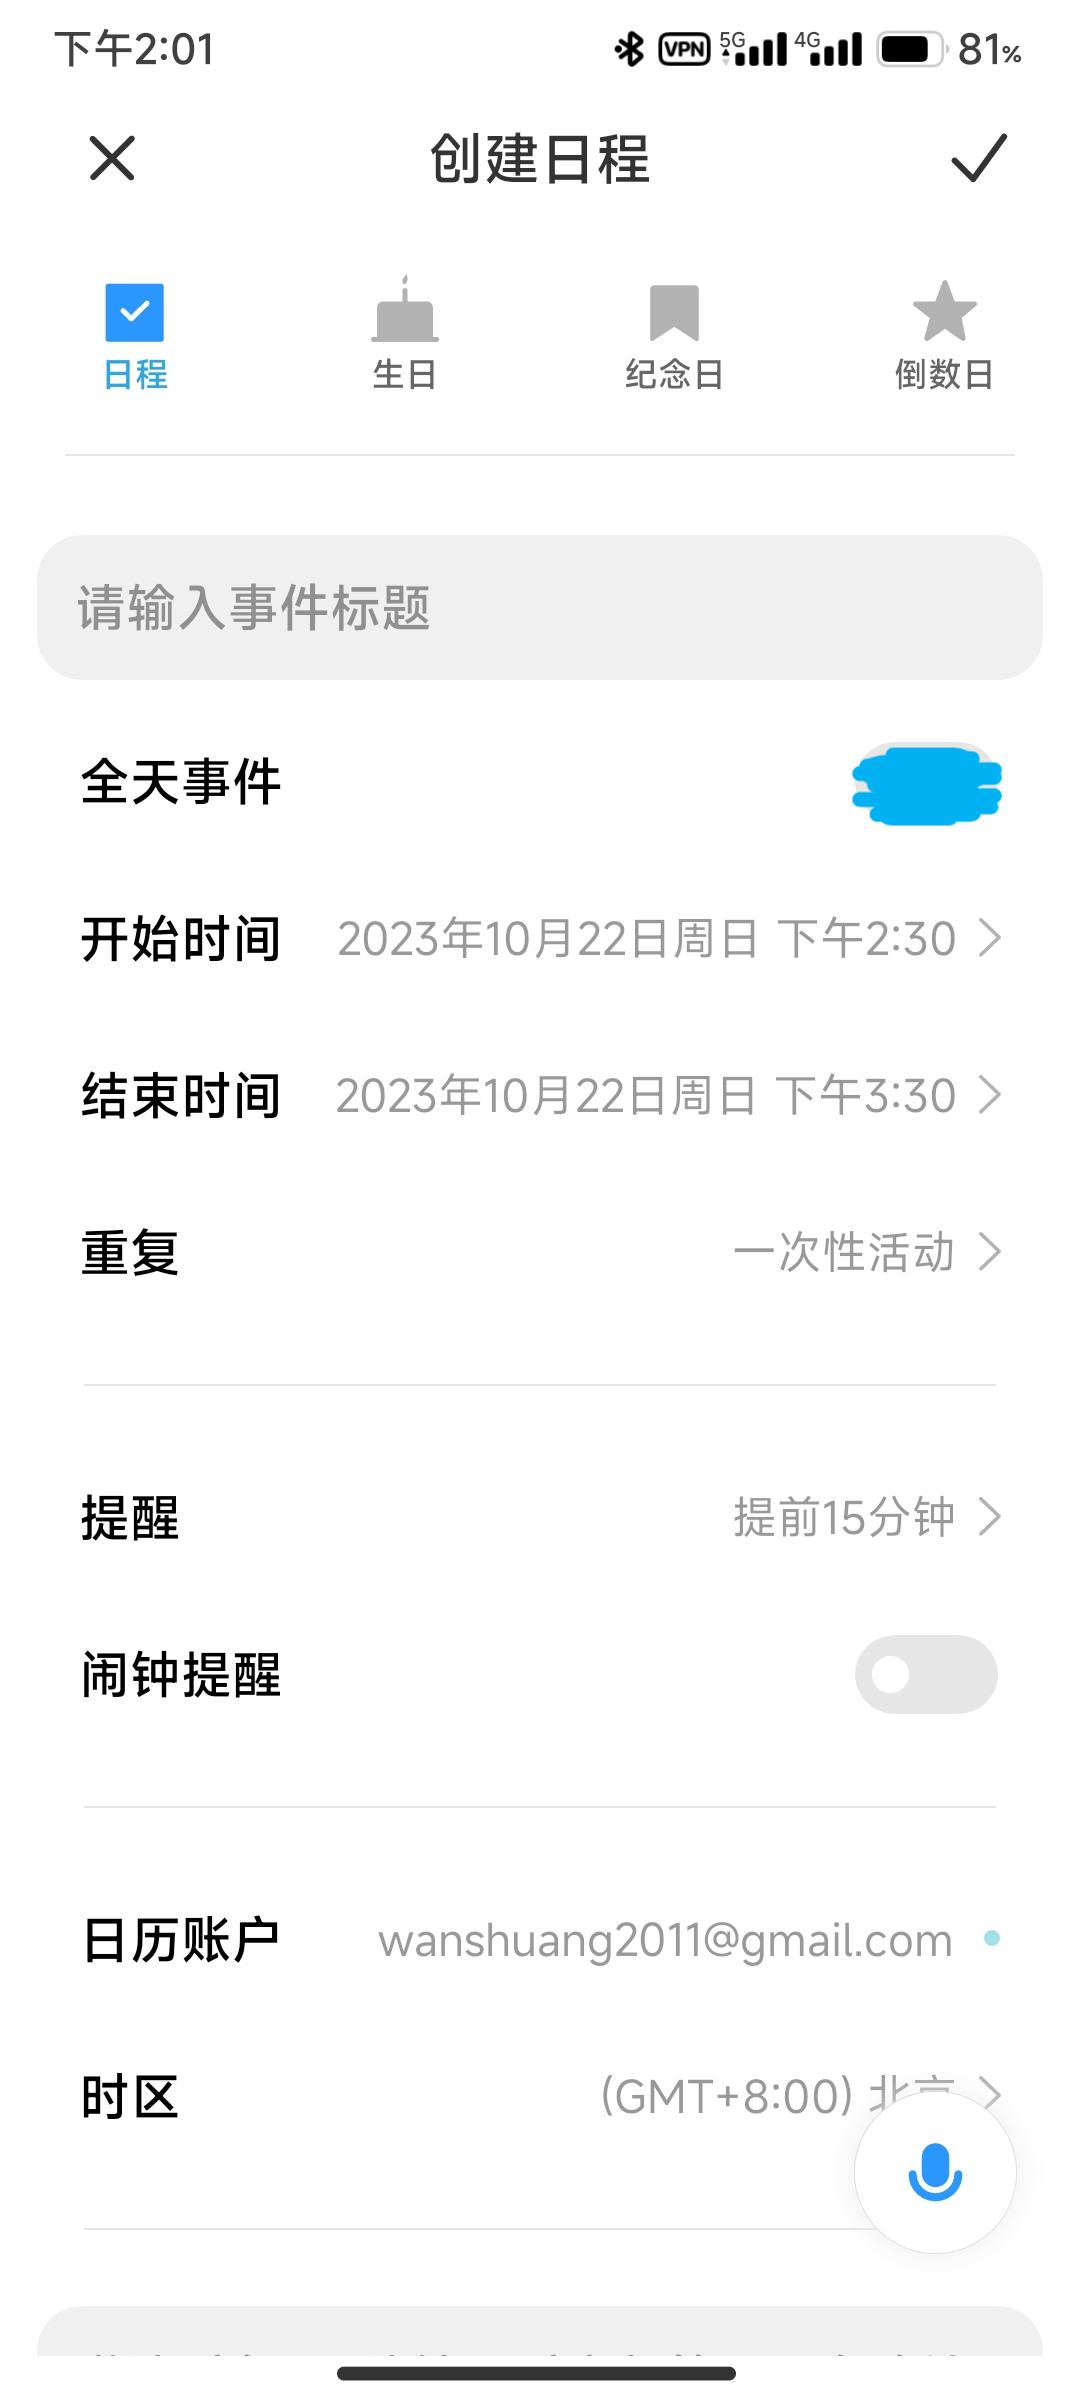 下午2:01 VPN 5G 4G 81%
创建日程
日程 生日 纪念日 倒数日
请输入事件标题
全天事件
开始时间 2023年10月22日周日 下午2:30
结束时间 2023年10月22日周日 下午3:30
重复 一次性活动
提醒 提前15分钟
闹钟提醒
日历账户 wanshuang2011@gmail.com
时区 (GMT+8:00) 北京